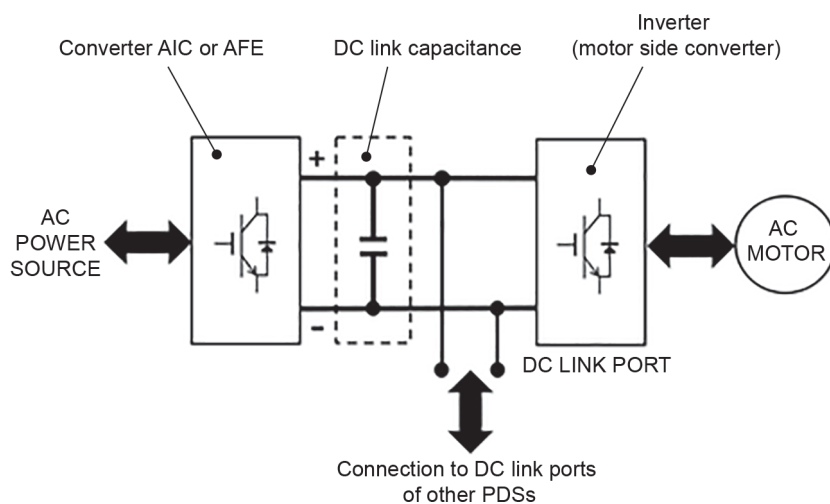 Converter AIC or AFE
DC link capacitance
Inverter
(motor side converter)
+
-
AC
POWER
SOURCE
AC
MOTOR
DC LINK PORT
Connection to DC link ports
of other PDSs